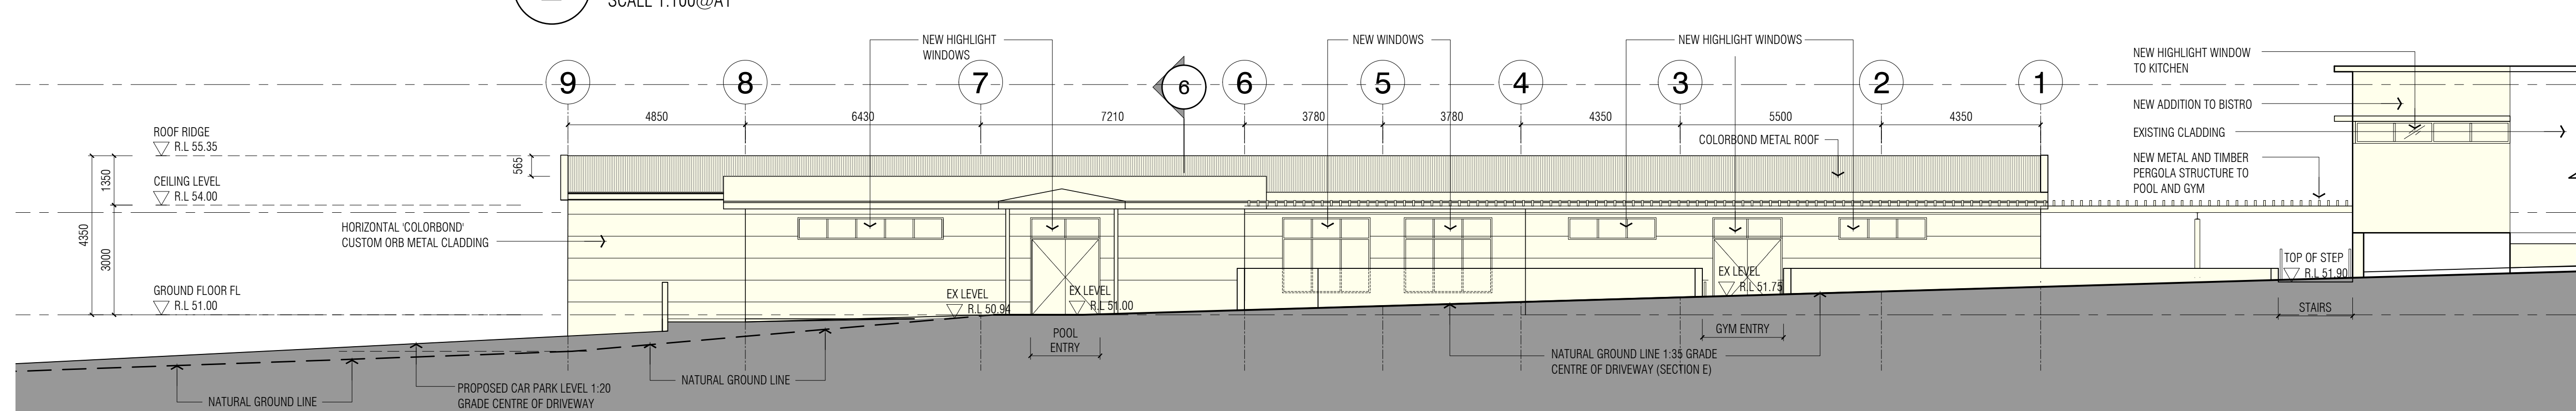 SCALE 1:100@A1
NEW HIGHLIGHT
WINDOWS
NEW WINDOWS
NEW HIGHLIGHT WINDOWS
NEW HIGHLIGHT WINDOW
TO KITCHEN
9
8
7
6
6
5
4
3
2
1
NEW ADDITION TO BISTRO
4850
6430
7210
3780
3780
4350
5500
4350
EXISTING CLADDING
ROOF RIDGE
R.L 55.35
COLORBOND METAL ROOF
565
NEW METAL AND TIMBER
PERGOLA STRUCTURE TO
POOL AND GYM
1350
CEILING LEVEL
R.L 54.00
4350
3000
HORIZONTAL 'COLORBOND'
CUSTOM ORB METAL CLADDING
GROUND FLOOR FL
R.L 51.00
EX LEVEL
R.L 50.94
EX LEVEL
R.L 51.00
EX LEVEL
R.L 51.75
TOP OF STEP
R.L 51.90
STAIRS
POOL
ENTRY
GYM ENTRY
NATURAL GROUND LINE 1:35 GRADE
CENTRE OF DRIVEWAY (SECTION E)
NATURAL GROUND LINE
PROPOSED CAR PARK LEVEL 1:20
GRADE CENTRE OF DRIVEWAY
NATURAL GROUND LINE